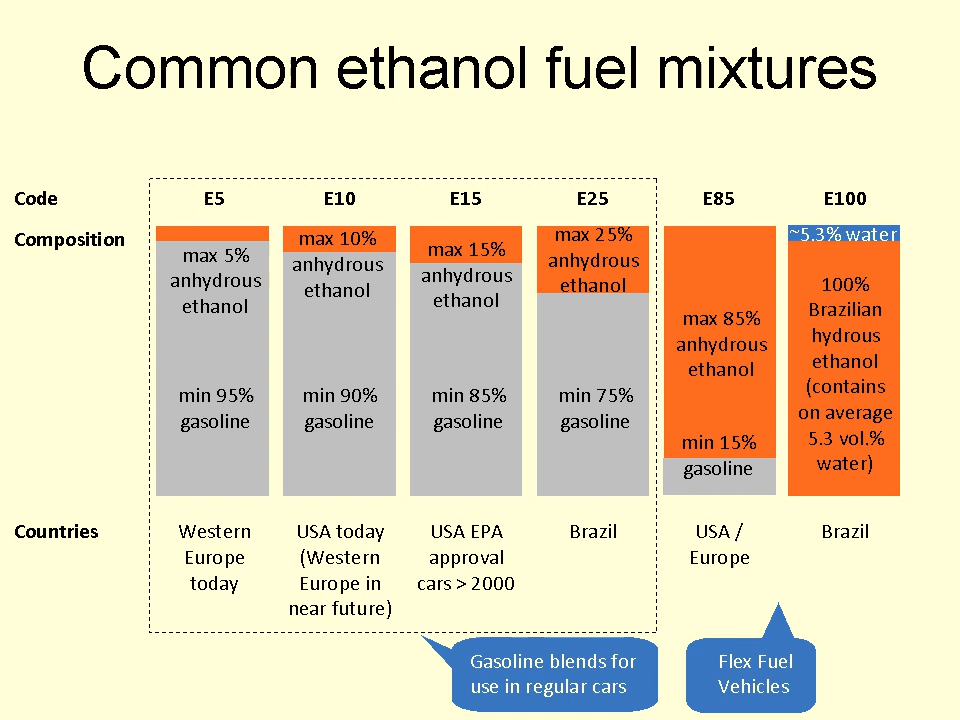 Common ethanol fuel mixtures
Code E5 E10 E15 E25 E85 E100
Composition
max 5%
anhydrous
ethanol
min 95%
gasoline
max 10%
anhydrous
ethanol
min 90%
gasoline
max 15%
anhydrous
ethanol
min 85%
gasoline
max 25%
anhydrous
ethanol
min 75%
gasoline
max 85%
anhydrous
ethanol
min 15%
gasoline
~5.3% water
100%
Brazilian
hydrous
ethanol
(contains
on average
5.3 vol.%
water)
Countries
Western
Europe
today
USA today
(Western
Europe in
near future)
USA EPA
approval
cars > 2000
Brazil
USA /
Europe
Brazil
Gasoline blends for
use in regular cars
Flex Fuel
Vehicles